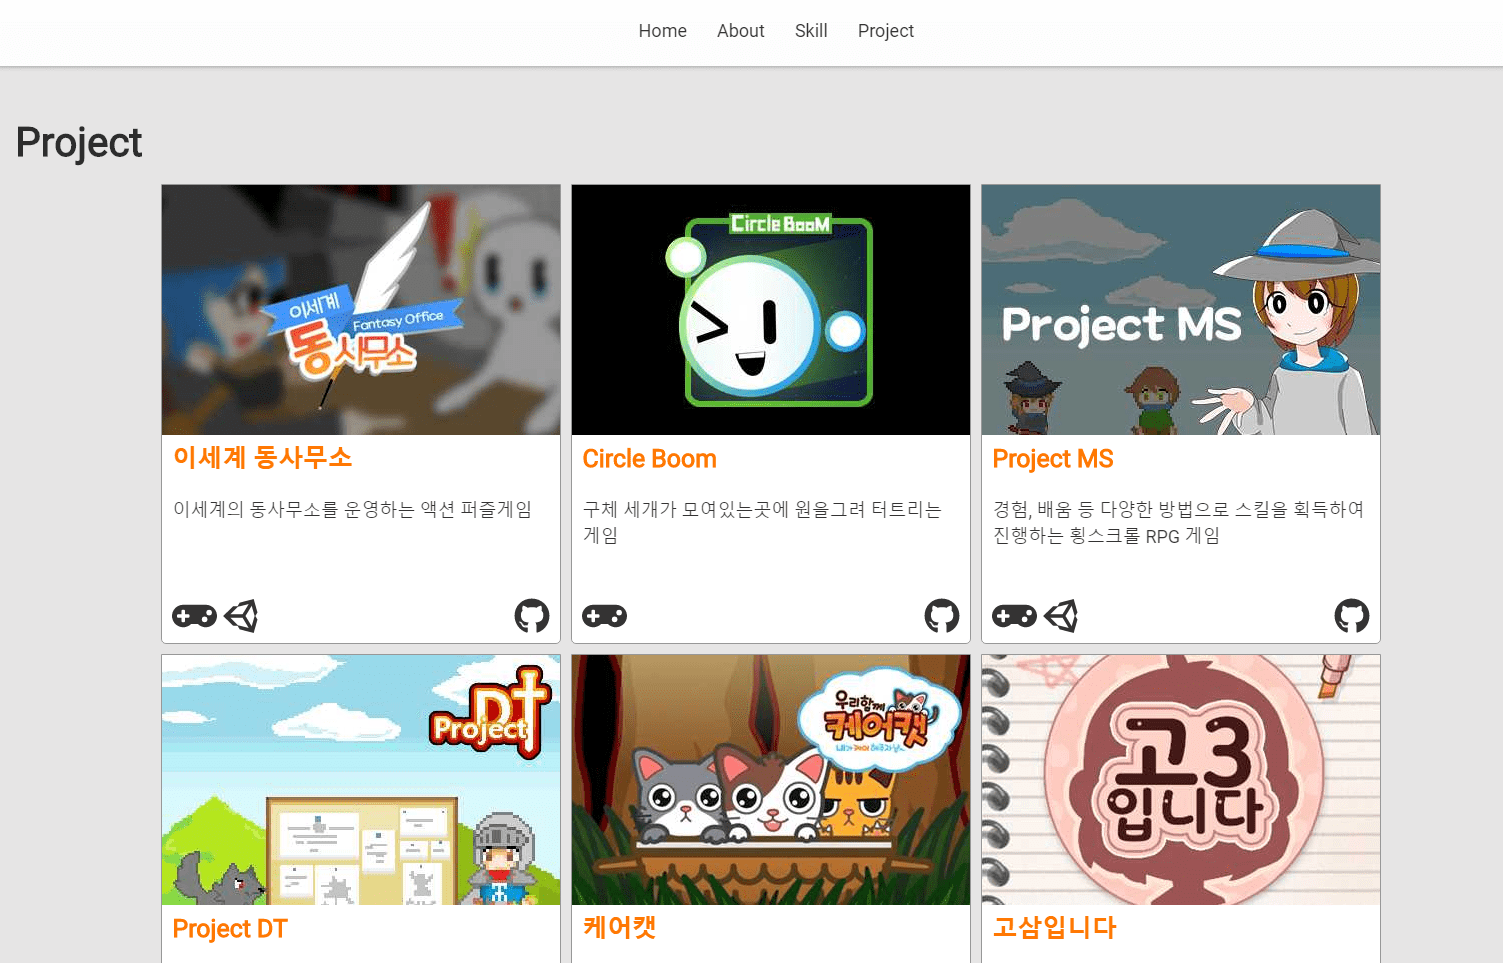 Home About Skill Project
Project
이세계
Fantasy Office
동사무소
Circle BooM
Project MS
이세계 동사무소
이세계의 동사무소를 운영하는 액션 퍼즐게임
Circle Boom
구체 세개가 모여있는곳에 원을그려 터트리는
게임
Project MS
경험, 배움 등 다양한 방법으로 스킬을 획득하여
진행하는 횡스크롤 RPG 게임
DT
Project
우리함께
케어캣
고3
입니다
Project DT
케어캣
고삼입니다